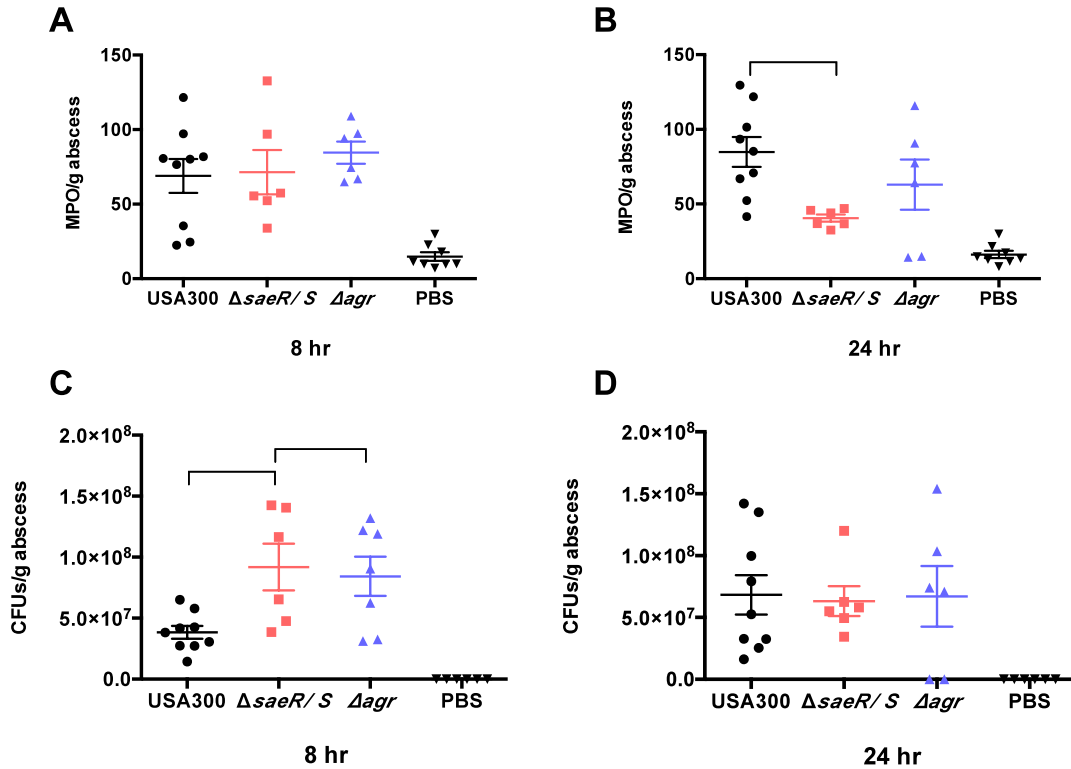 A
MPO/g abscess
150
100
50
0
USA300 ΔsaeR/ S Δagr PBS
8 hr
B
MPO/g abscess
150
100
50
0
USA300 ΔsaeR/ S Δagr PBS
24 hr
C
CFUs/g abscess
2.0×10⁸
1.5×10⁸
1.0×10⁸
5.0×10⁷
0.0
USA300 ΔsaeR/ S Δagr PBS
8 hr
D
CFUs/g abscess
2.0×10⁸
1.5×10⁸
1.0×10⁸
5.0×10⁷
0.0
USA300 ΔsaeR/ S Δagr PBS
24 hr